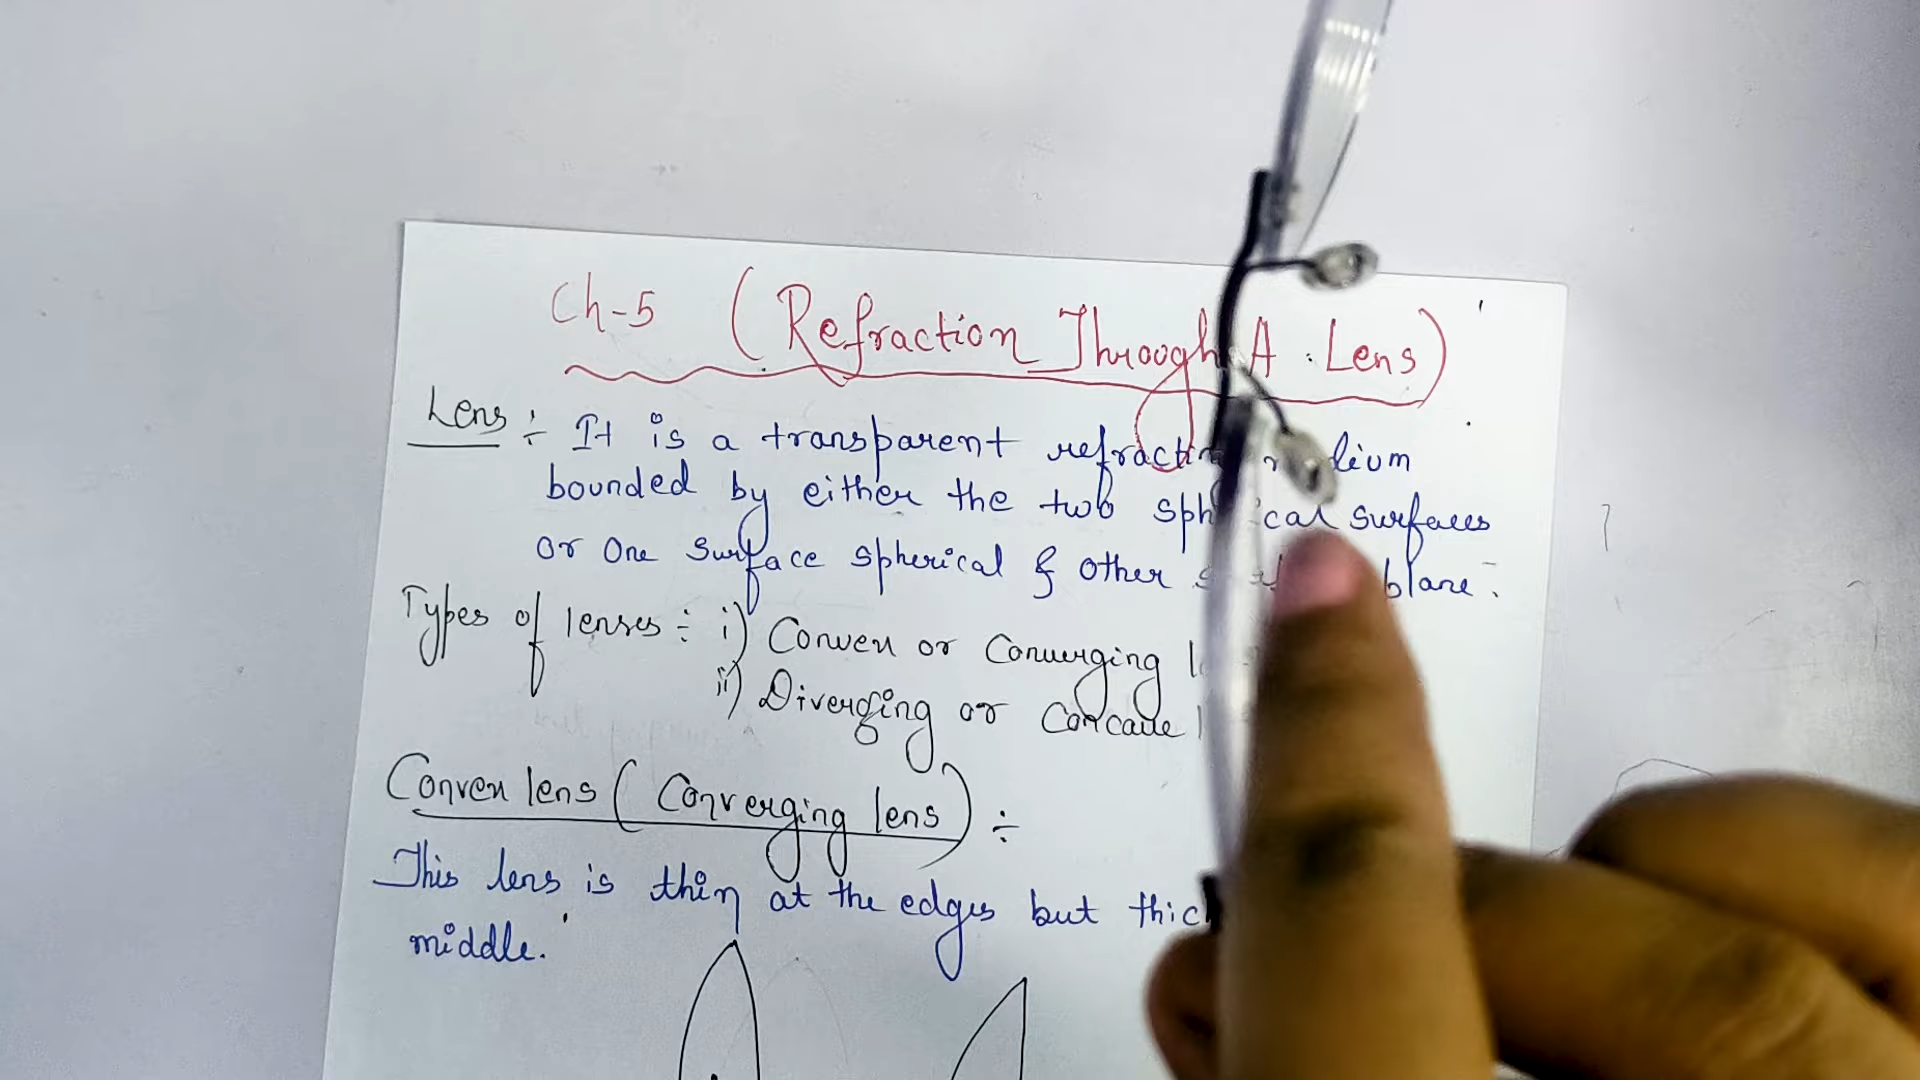 Ch-5 (Refraction Through A Lens)
Lens :- It is a transparent
bounded by either the two surfaces
or One Surface Spherical & other plane.
Types of lenses :- i) Convex or Converging
ii) Diverging or Concave
Convex lens (Converging lens) :-
This lens is thin at the edges but
middle.